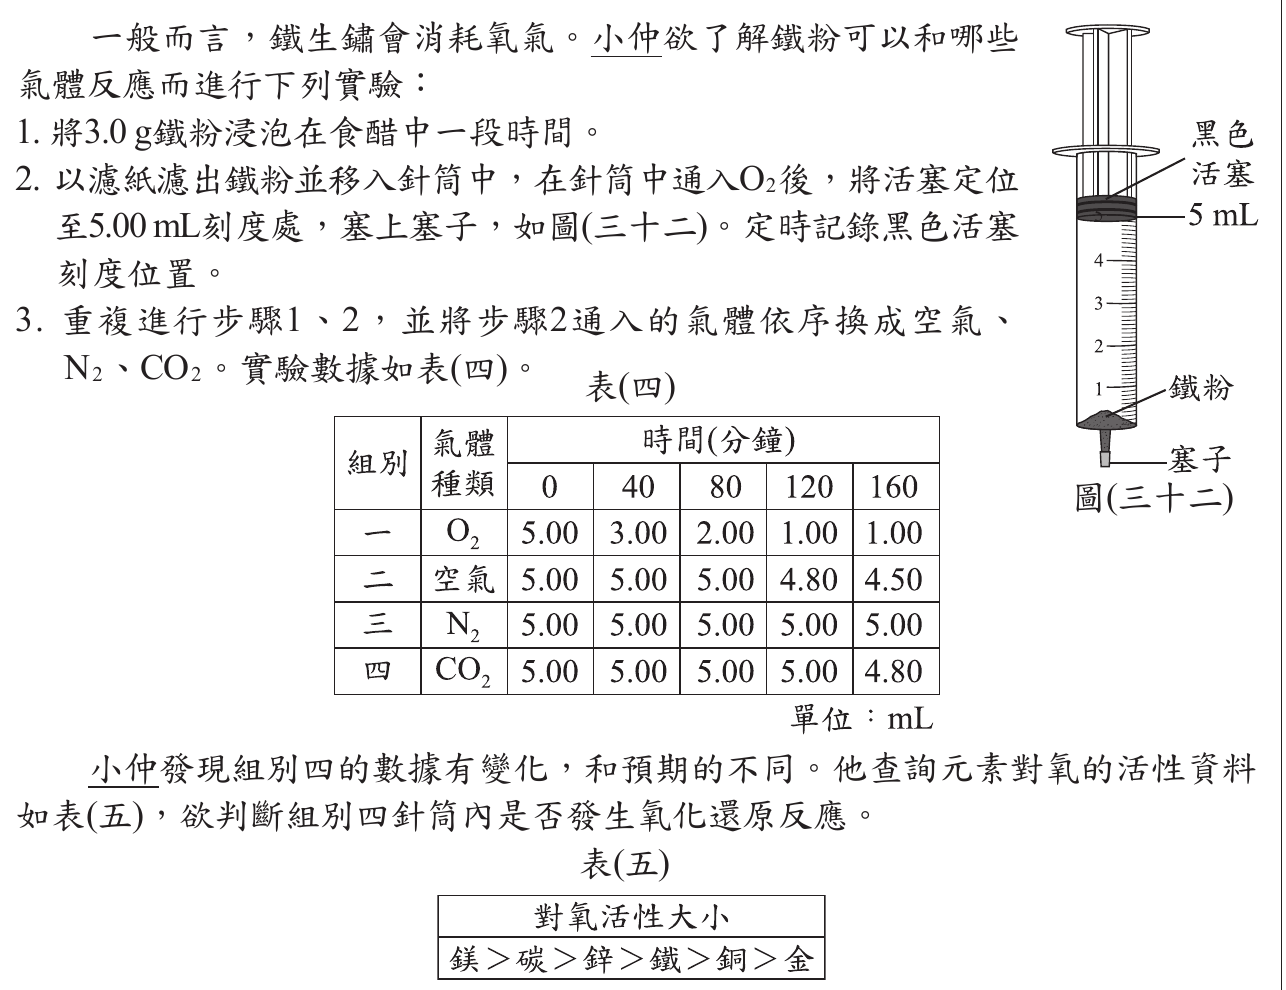 一般而言，鐵生鏽會消耗氧氣。小仲欲了解鐵粉可以和哪些
氣體反應而進行下列實驗：
1. 將3.0 g鐵粉浸泡在食醋中一段時間。
2. 以濾紙濾出鐵粉並移入針筒中，在針筒中通入O₂後，將活塞定位
至5.00 mL刻度處，塞上塞子，如圖(三十二)。定時記錄黑色活塞
刻度位置。
3. 重複進行步驟1、2，並將步驟2通入的氣體依序換成空氣、
N₂、CO₂。實驗數據如表(四)。
黑色
活塞
5 mL
5
4
3
2
1
鐵粉
塞子
圖(三十二)
表(四)
組別 氣體種類 時間(分鐘)
0 40 80 120 160
一 O₂ 5.00 3.00 2.00 1.00 1.00
二 空氣 5.00 5.00 5.00 4.80 4.50
三 N₂ 5.00 5.00 5.00 5.00 5.00
四 CO₂ 5.00 5.00 5.00 5.00 4.80
單位：mL
小仲發現組別四的數據有變化，和預期的不同。他查詢元素對氧的活性資料
如表(五)，欲判斷組別四針筒內是否發生氧化還原反應。
表(五)
對氧活性大小
鎂＞碳＞鋅＞鐵＞銅＞金